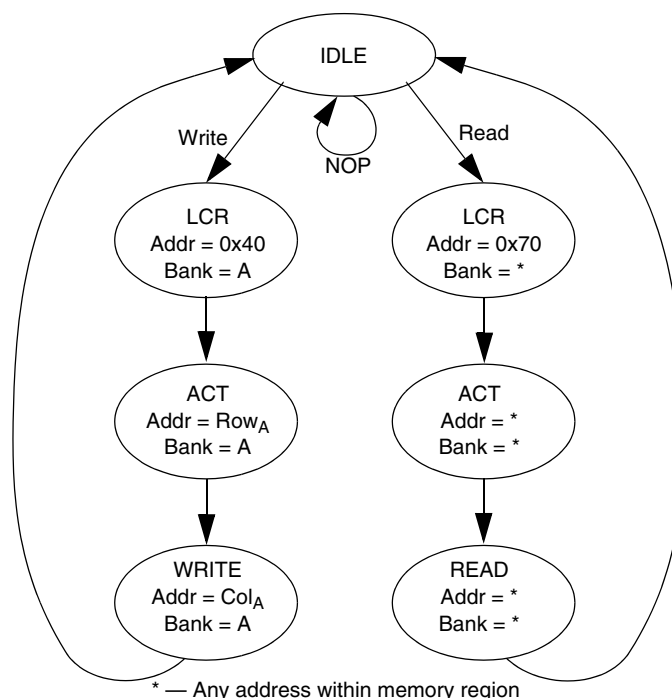 IDLE
Write
Read
NOP
LCR
Addr = 0x40
Bank = A
LCR
Addr = 0x70
Bank = *
ACT
Addr = RowA
Bank = A
ACT
Addr = *
Bank = *
WRITE
Addr = ColA
Bank = A
READ
Addr = *
Bank = *
* — Any address within memory region